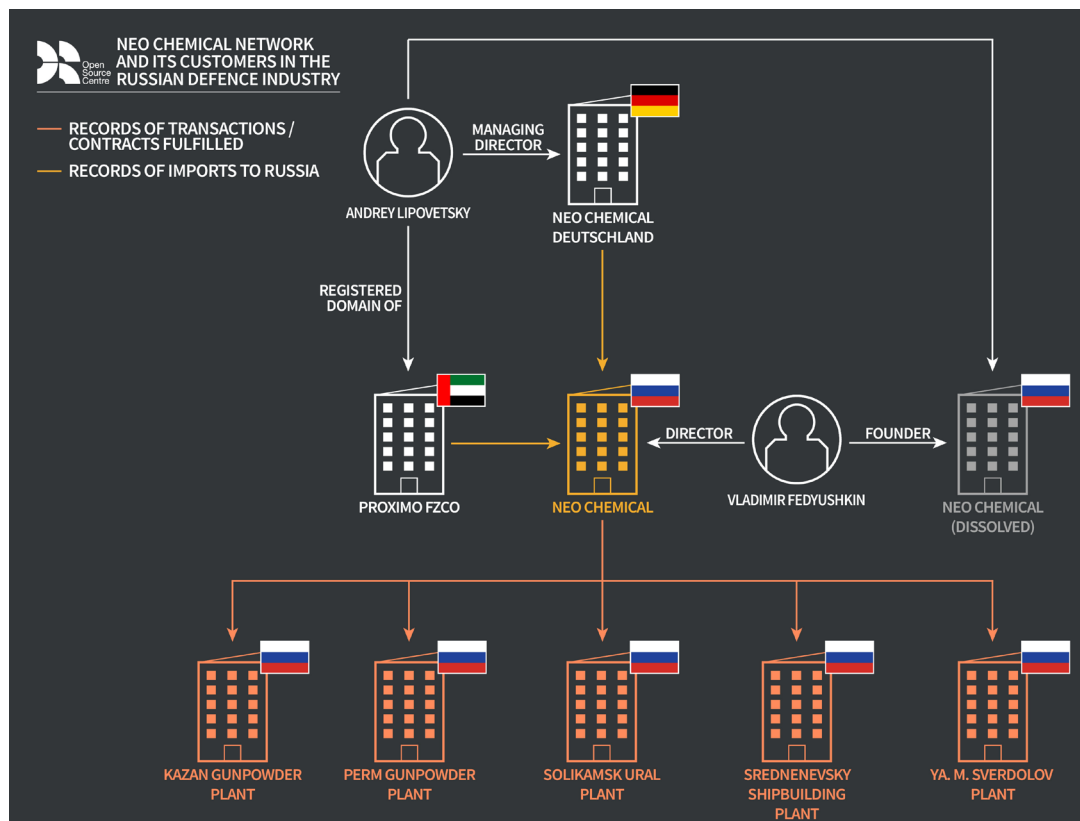 Open
Source
Centre
NEO CHEMICAL NETWORK
AND ITS CUSTOMERS IN THE
RUSSIAN DEFENCE INDUSTRY
RECORDS OF TRANSACTIONS /
CONTRACTS FULFILLED
RECORDS OF IMPORTS TO RUSSIA
MANAGING
DIRECTOR
ANDREY LIPOVETSKY
NEO CHEMICAL
DEUTSCHLAND
REGISTERED
DOMAIN OF
DIRECTOR
FOUNDER
PROXIMO FZCO
NEO CHEMICAL
VLADIMIR FEDYUSHKIN
NEO CHEMICAL
(DISSOLVED)
KAZAN GUNPOWDER
PLANT
PERM GUNPOWDER
PLANT
SOLIKAMSK URAL
PLANT
SREDNENEVSKY
SHIPBUILDING
PLANT
YA. M. SVERDOLOV
PLANT